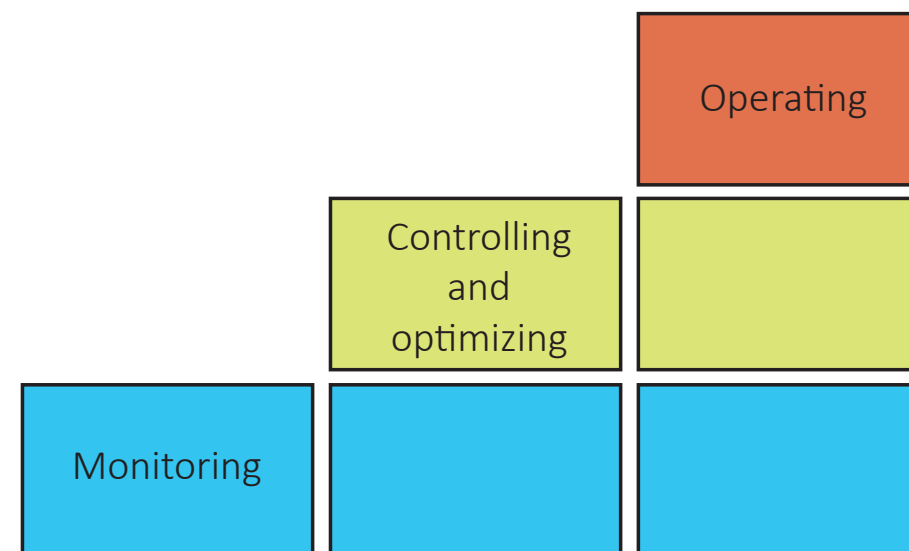 Operating
Controlling
and
optimizing
Monitoring